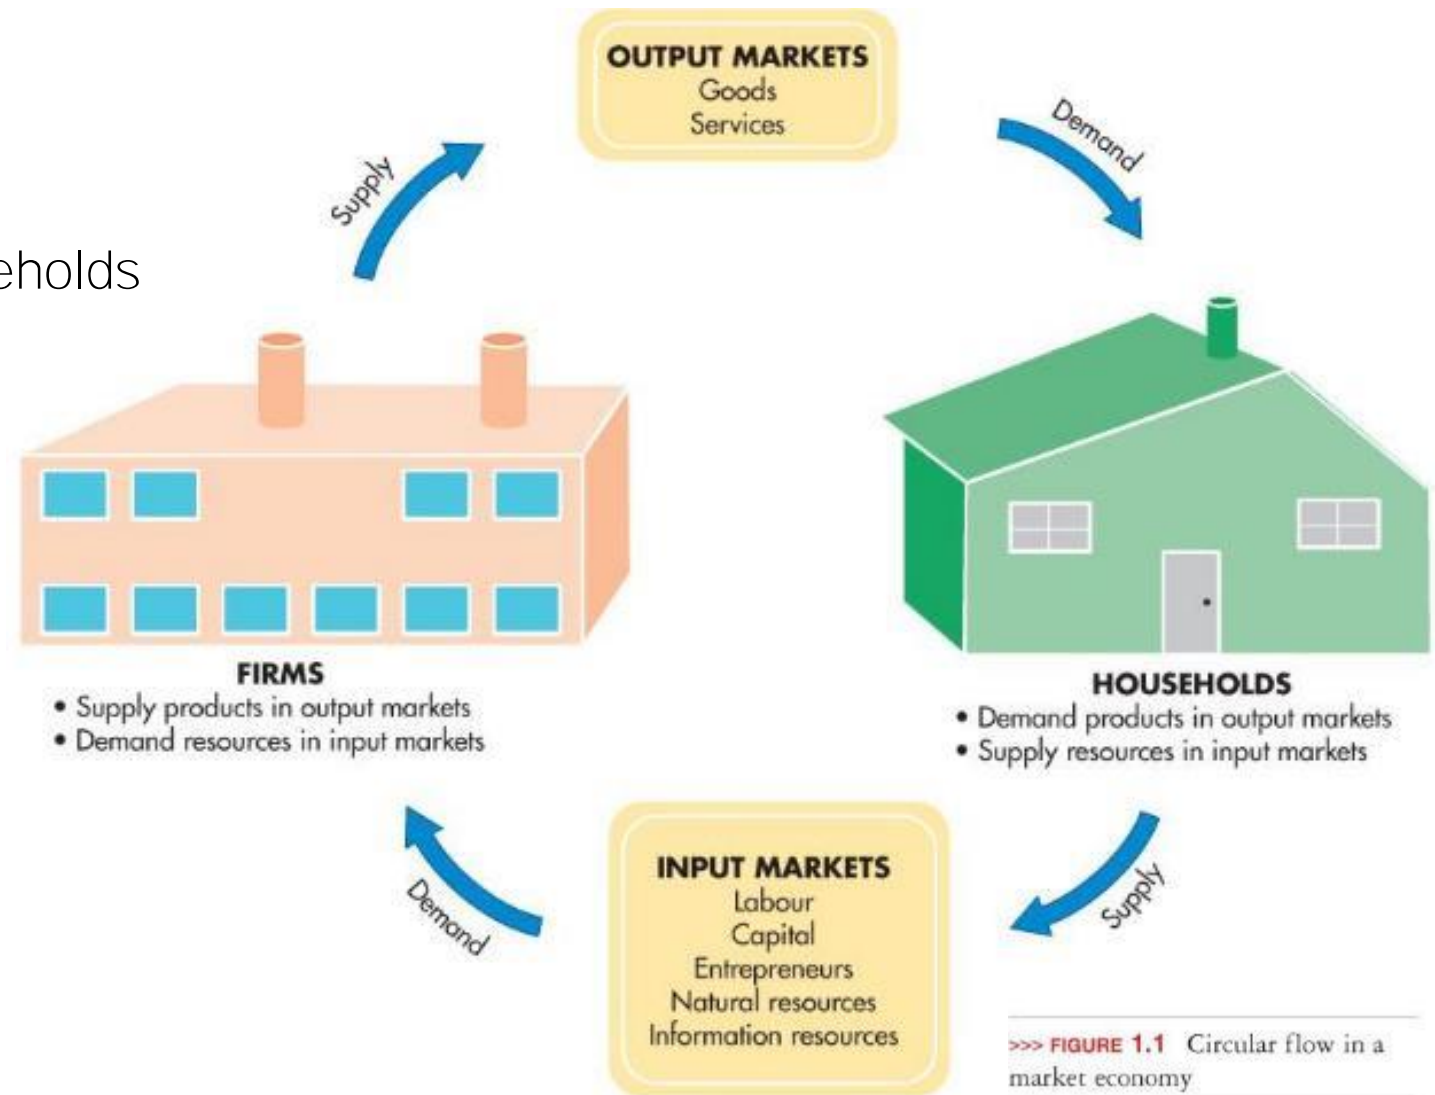 OUTPUT MARKETS
Goods
Services
Supply
Demand
eholds
FIRMS
• Supply products in output markets
• Demand resources in input markets
HOUSEHOLDS
• Demand products in output markets
• Supply resources in input markets
Demand
Supply
INPUT MARKETS
Labour
Capital
Entrepreneurs
Natural resources
Information resources
>>> FIGURE 1.1 Circular flow in a
market economy